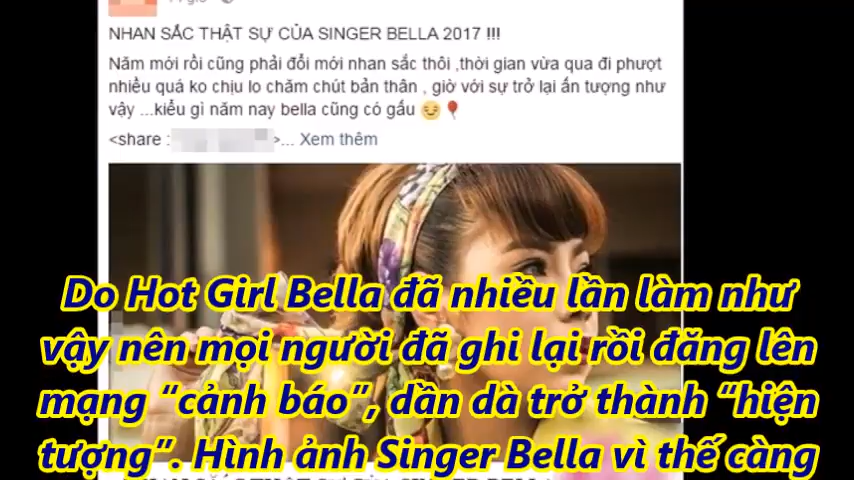 NHAN SẮC THẬT SỰ CỦA SINGER BELLA 2017 !!!
Năm mới rồi cũng phải đổi mới nhan sắc thôi ,thời gian vừa qua đi phượt
nhiều quá ko chịu lo chăm chút bản thân , giờ với sự trở lại ấn tượng như
vậy ...kiểu gì năm nay bella cũng có gấu 😏🎈
<share : >... Xem thêm
Do Hot Girl Bella đã nhiều lần làm như
vậy nên mọi người đã ghi lại rồi đăng lên
mạng “cảnh báo”, dần dà trở thành “hiện
tượng”. Hình ảnh Singer Bella vì thế càng